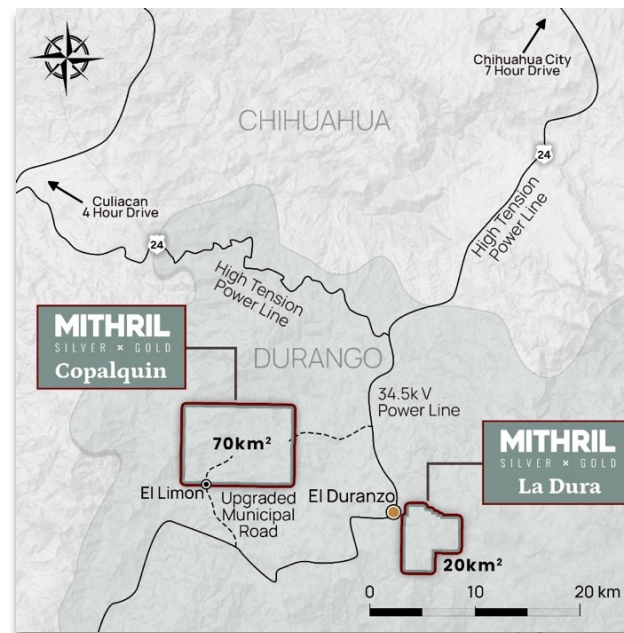 Chihuahua City
7 Hour Drive
CHIHUAHUA
24
Culiacan
4 Hour Drive
24
High Tension
Power Line
High Tension
Power Line
MITHRIL
SILVER × GOLD
Copalquin
DURANGO
34.5k V
Power Line
70km²
MITHRIL
SILVER × GOLD
La Dura
El Limon
Upgraded
Municipal
Road
El Duranzo
20km²
0 10 20 km